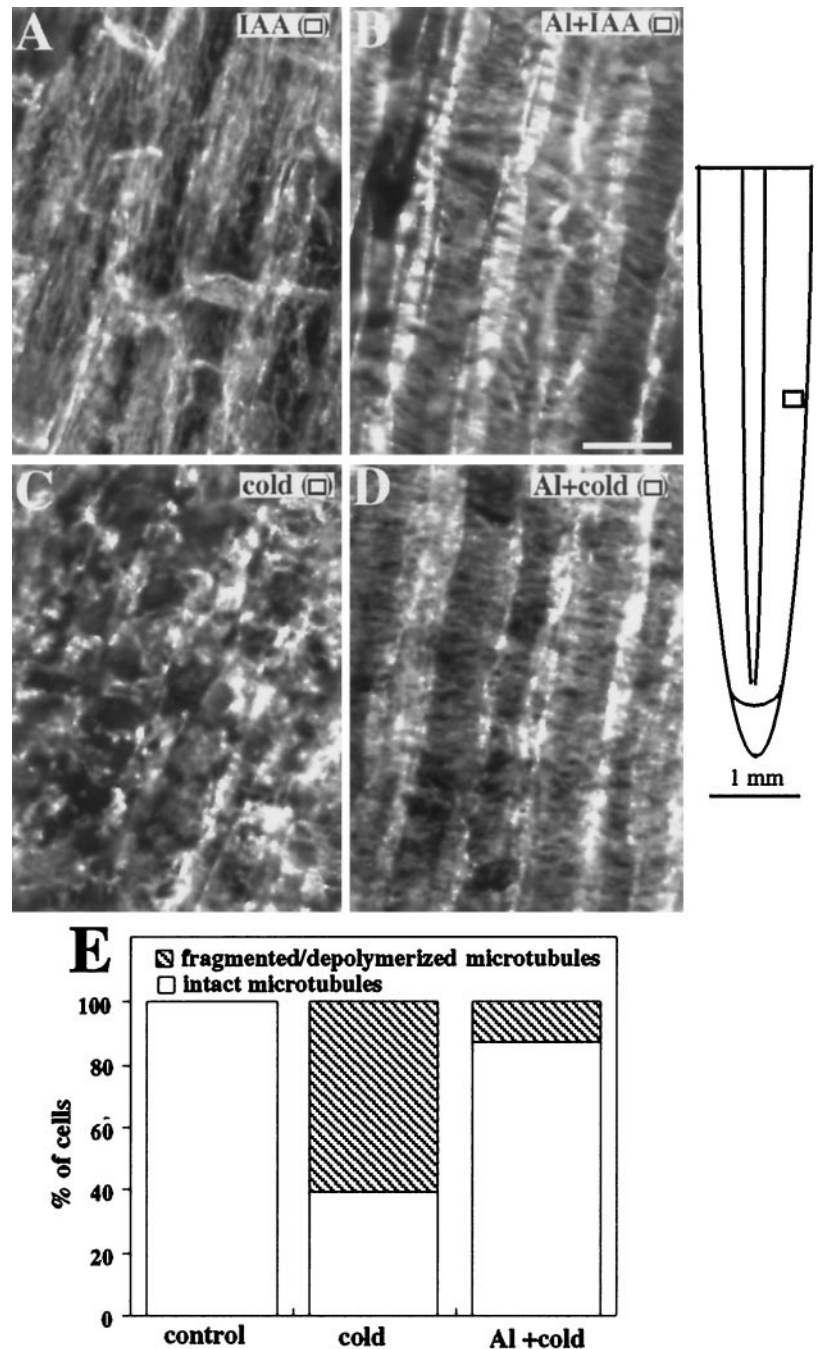 A IAA (□)
B Al+IAA (□)
C cold (□)
D Al+cold (□)
1 mm
E
fragmented/depolymerized microtubules
intact microtubules
100
80
60
40
20
0
% of cells
control cold Al +cold